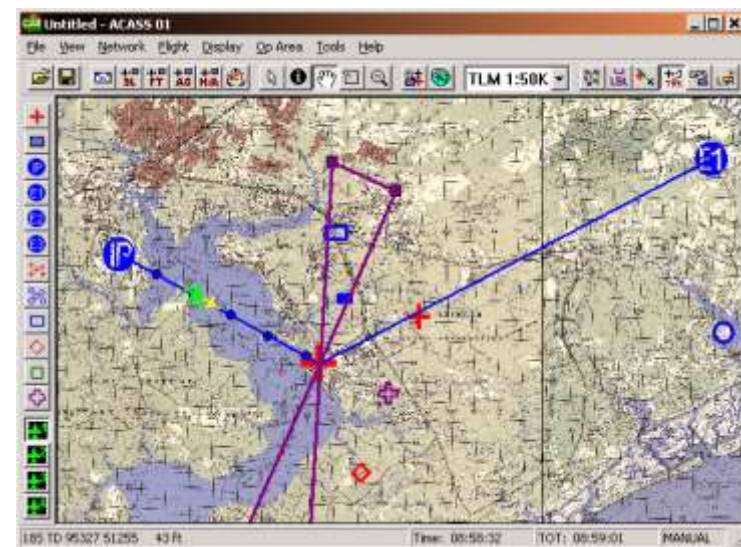 Untitled - ACASS 01
File View Network Flight Display Op Area Tools Help
TLM 1:50K
IP
E1
18S TD 95327 51255 43 Ft Time: 08:58:32 TOT: 08:59:01 MANUAL